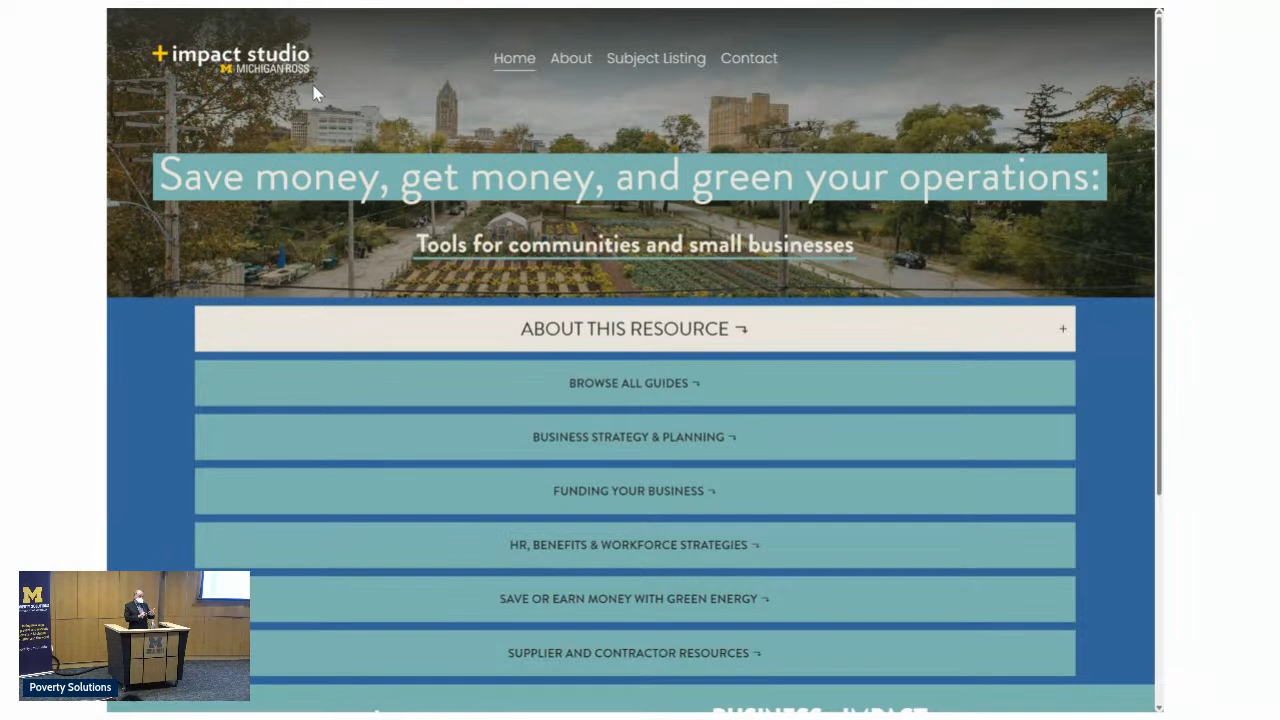 +impact studio
M MICHIGAN ROSS
Home
About
Subject Listing
Contact
Save money, get money, and green your operations:
Tools for communities and small businesses
ABOUT THIS RESOURCE
+
BROWSE ALL GUIDES
BUSINESS STRATEGY & PLANNING
FUNDING YOUR BUSINESS
HR, BENEFITS & WORKFORCE STRATEGIES
SAVE OR EARN MONEY WITH GREEN ENERGY
SUPPLIER AND CONTRACTOR RESOURCES
M
Poverty Solutions